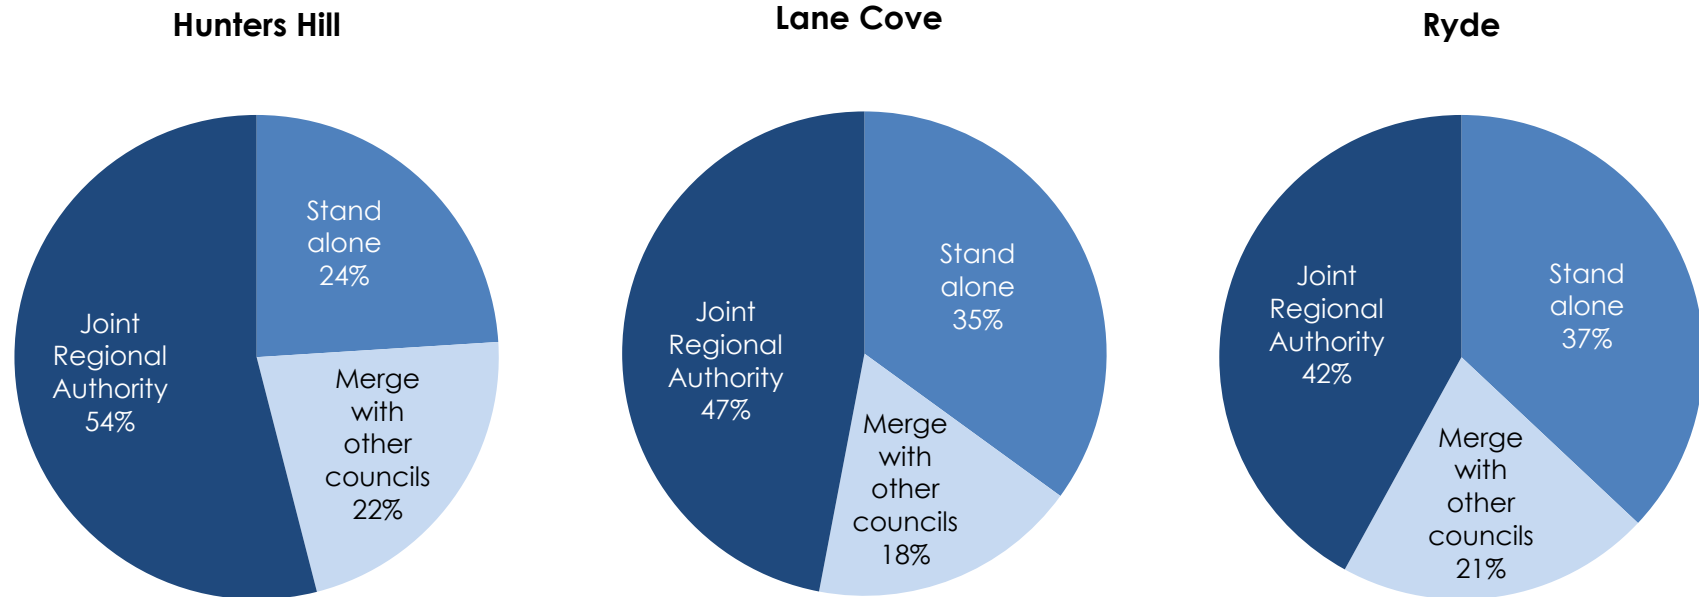 Hunters Hill
Lane Cove
Ryde
Stand
alone
24%
Joint
Regional
Authority
54%
Merge
with
other
councils
22%
Stand
alone
35%
Joint
Regional
Authority
47%
Merge
with
other
councils
18%
Stand
alone
37%
Joint
Regional
Authority
42%
Merge
with
other
councils
21%